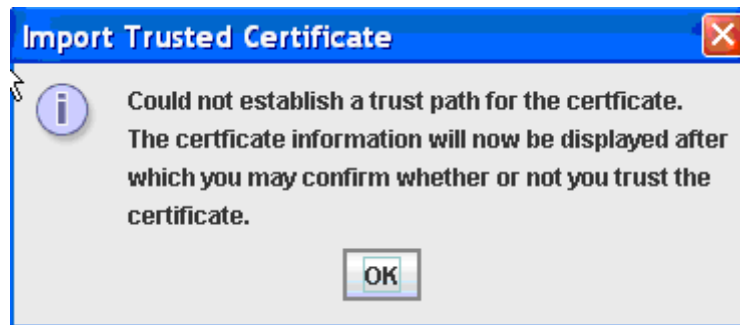 Import Trusted Certificate
Could not establish a trust path for the certficate.
The certficate information will now be displayed after
which you may confirm whether or not you trust the
certificate.
OK